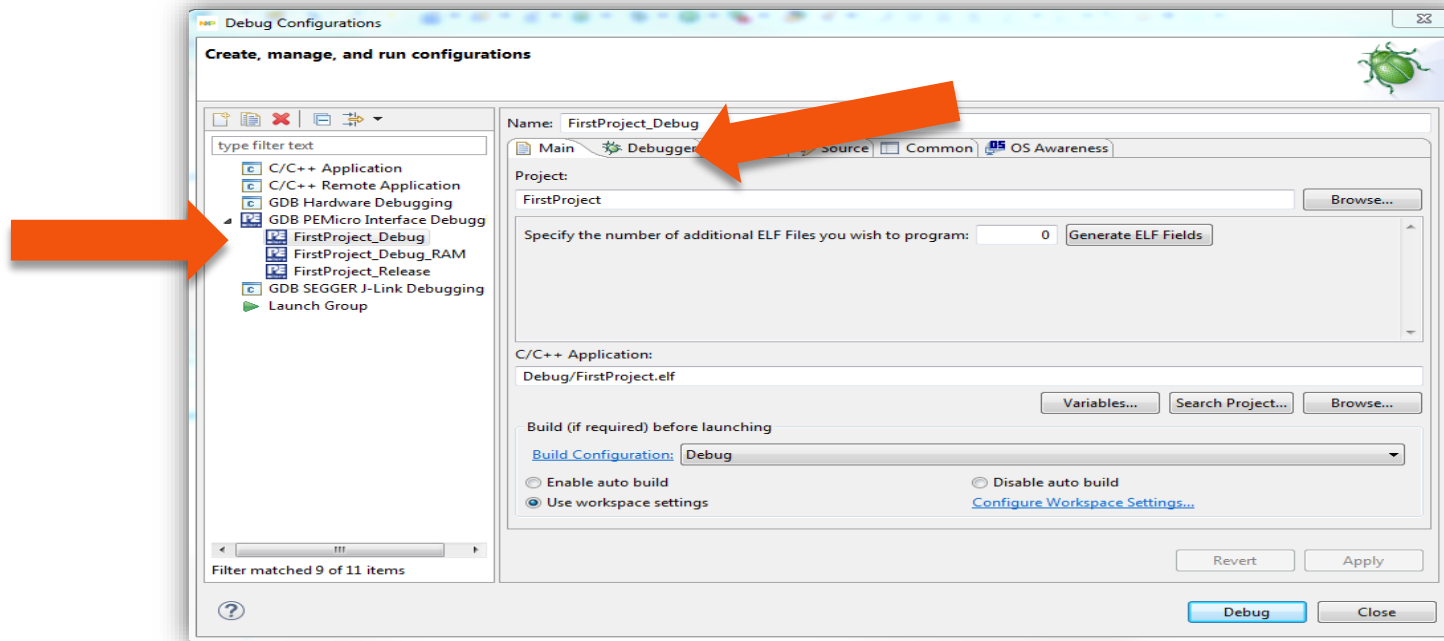 Debug Configurations
Create, manage, and run configurations
type filter text
C/C++ Application
C/C++ Remote Application
GDB Hardware Debugging
GDB PEMicro Interface Debugg
FirstProject_Debug
FirstProject_Debug_RAM
FirstProject_Release
GDB SEGGER J-Link Debugging
Launch Group
Filter matched 9 of 11 items
Name: FirstProject_Debug
Main Debugger Source Common OS Awareness
Project:
FirstProject Browse...
Specify the number of additional ELF Files you wish to program: 0 Generate ELF Fields
C/C++ Application:
Debug/FirstProject.elf
Variables... Search Project... Browse...
Build (if required) before launching
Build Configuration: Debug
Enable auto build Disable auto build
Use workspace settings Configure Workspace Settings...
Revert Apply
Debug Close